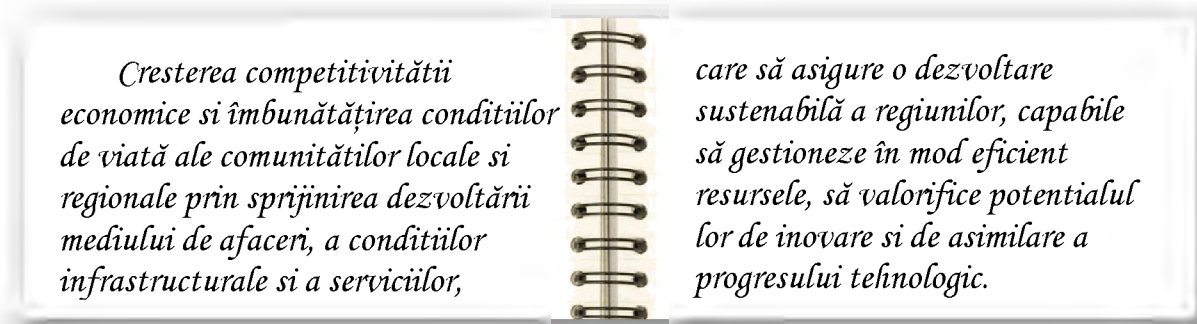 Cresterea competitivitătii
economice si îmbunătățirea conditiilor
de viată ale comunitătilor locale si
regionale prin sprijinirea dezvoltării
mediului de afaceri, a conditiilor
infrastructurale si a serviciilor,
care să asigure o dezvoltare
sustenabilă a regiunilor, capabile
să gestioneze în mod eficient
resursele, să valorifice potentialul
lor de inovare si de asimilare a
progresului tehnologic.